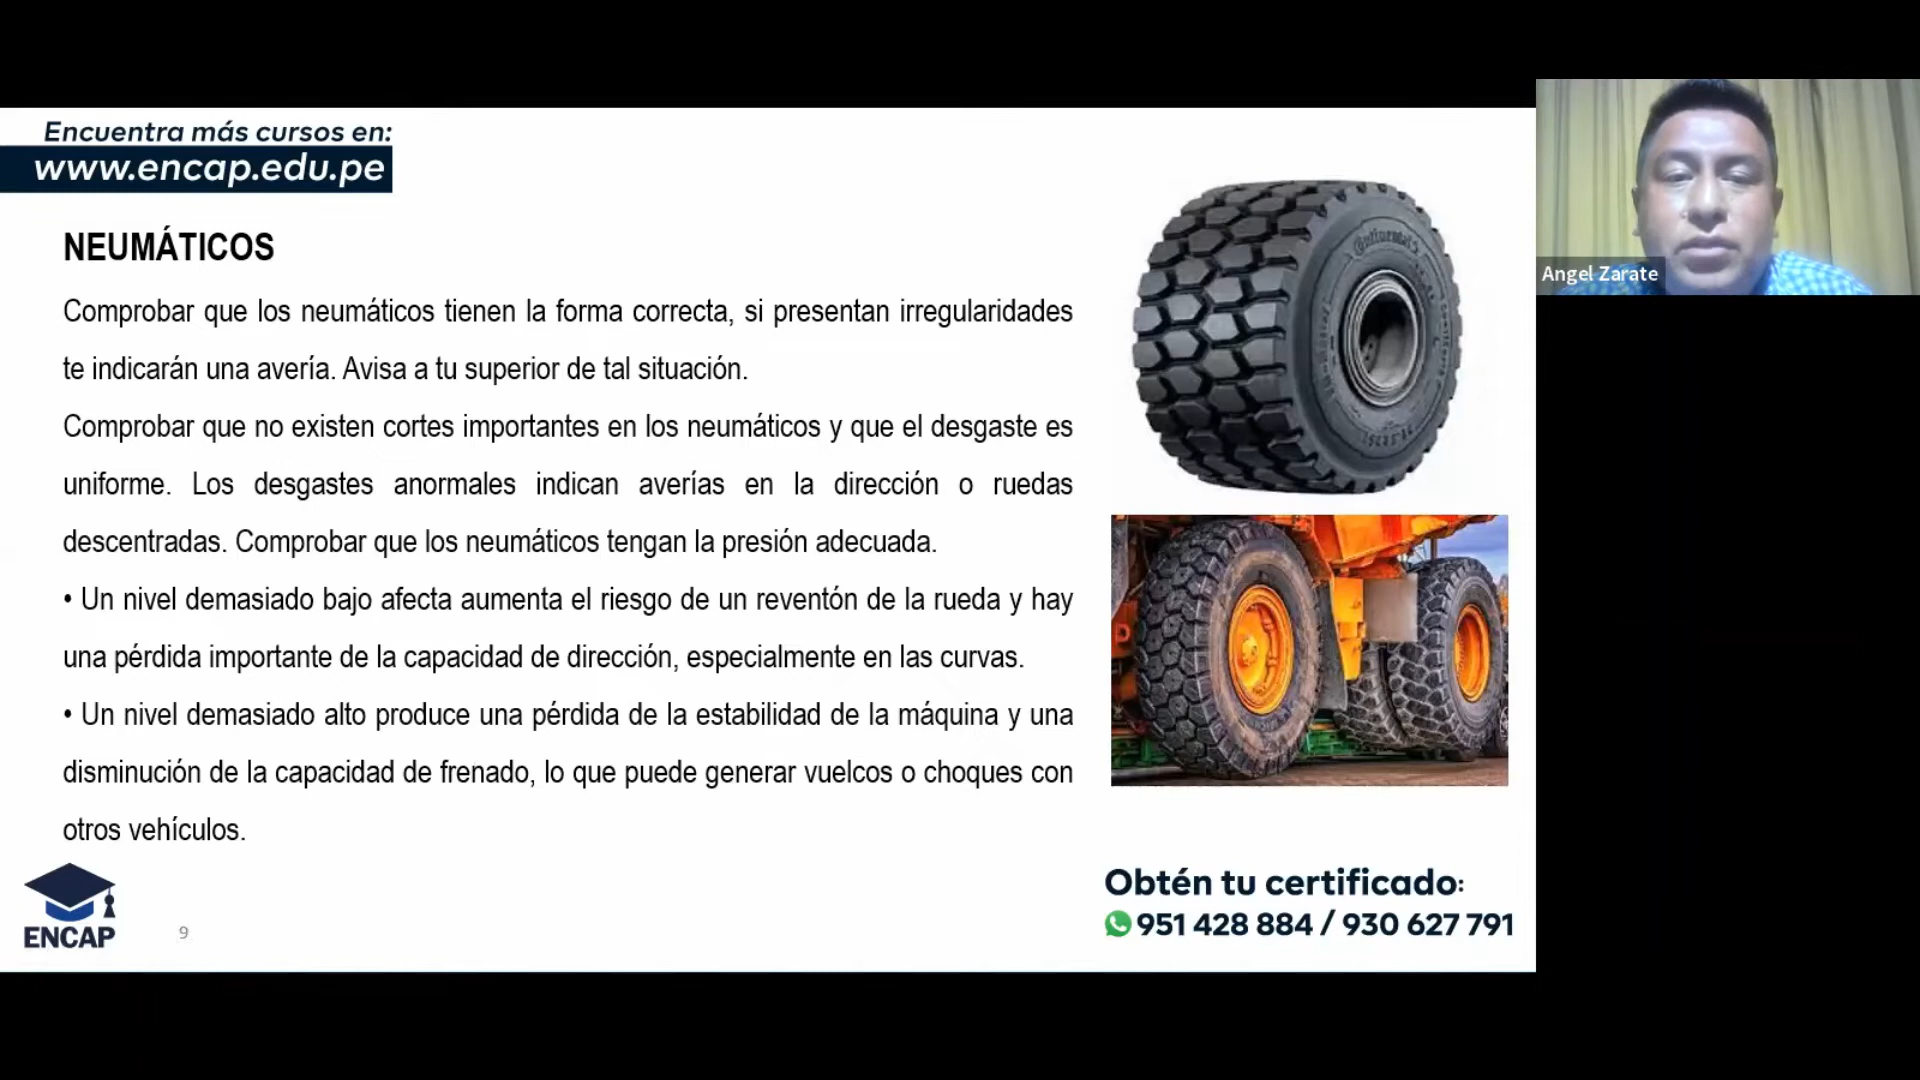 Encuentra más cursos en:
www.encap.edu.pe
NEUMÁTICOS
Comprobar que los neumáticos tienen la forma correcta, si presentan irregularidades
te indicarán una avería. Avisa a tu superior de tal situación.
Comprobar que no existen cortes importantes en los neumáticos y que el desgaste es
uniforme. Los desgastes anormales indican averías en la dirección o ruedas
descentradas. Comprobar que los neumáticos tengan la presión adecuada.
• Un nivel demasiado bajo afecta aumenta el riesgo de un reventón de la rueda y hay
una pérdida importante de la capacidad de dirección, especialmente en las curvas.
• Un nivel demasiado alto produce una pérdida de la estabilidad de la máquina y una
disminución de la capacidad de frenado, lo que puede generar vuelcos o choques con
otros vehículos.
ENCAP
9
Continental
Obtén tu certificado:
951 428 884 / 930 627 791
Angel Zarate